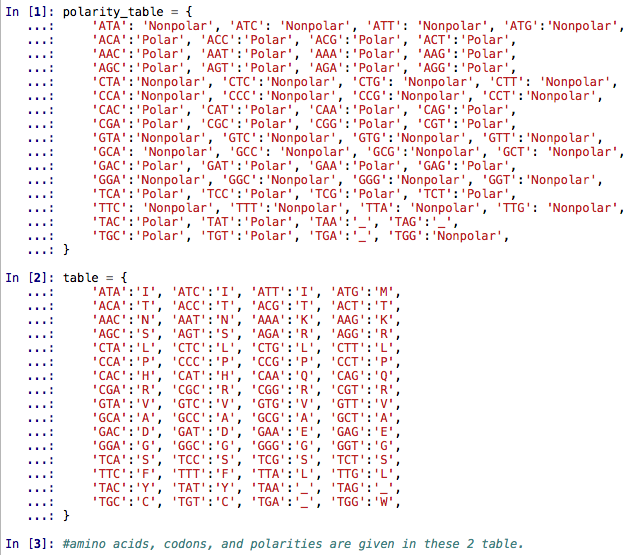 In [1]: polarity_table = {
   ...:     'ATA': 'Nonpolar', 'ATC': 'Nonpolar', 'ATT': 'Nonpolar', 'ATG':'Nonpolar',
   ...:     'ACA':'Polar', 'ACC':'Polar', 'ACG':'Polar', 'ACT':'Polar',
   ...:     'AAC':'Polar', 'AAT':'Polar', 'AAA':'Polar', 'AAG':'Polar',
   ...:     'AGC':'Polar', 'AGT':'Polar', 'AGA':'Polar', 'AGG':'Polar',
   ...:     'CTA':'Nonpolar', 'CTC':'Nonpolar', 'CTG': 'Nonpolar', 'CTT': 'Nonpolar',
   ...:     'CCA':'Nonpolar', 'CCC':'Nonpolar', 'CCG':'Nonpolar', 'CCT':'Nonpolar',
   ...:     'CAC':'Polar', 'CAT':'Polar', 'CAA':'Polar', 'CAG':'Polar',
   ...:     'CGA':'Polar', 'CGC':'Polar', 'CGG':'Polar', 'CGT':'Polar',
   ...:     'GTA':'Nonpolar', 'GTC':'Nonpolar', 'GTG':'Nonpolar', 'GTT':'Nonpolar',
   ...:     'GCA': 'Nonpolar', 'GCC': 'Nonpolar', 'GCG':'Nonpolar', 'GCT': 'Nonpolar',
   ...:     'GAC':'Polar', 'GAT':'Polar', 'GAA':'Polar', 'GAG':'Polar',
   ...:     'GGA':'Nonpolar', 'GGC':'Nonpolar', 'GGG':'Nonpolar', 'GGT':'Nonpolar',
   ...:     'TCA':'Polar', 'TCC':'Polar', 'TCG':'Polar', 'TCT':'Polar',
   ...:     'TTC': 'Nonpolar', 'TTT':'Nonpolar', 'TTA': 'Nonpolar', 'TTG': 'Nonpolar',
   ...:     'TAC':'Polar', 'TAT':'Polar', 'TAA':'_', 'TAG':'_',
   ...:     'TGC':'Polar', 'TGT':'Polar', 'TGA':'_', 'TGG':'Nonpolar',
   ...: }
In [2]: table = {
   ...:     'ATA':'I', 'ATC':'I', 'ATT':'I', 'ATG':'M',
   ...:     'ACA':'T', 'ACC':'T', 'ACG':'T', 'ACT':'T',
   ...:     'AAC':'N', 'AAT':'N', 'AAA':'K', 'AAG':'K',
   ...:     'AGC':'S', 'AGT':'S', 'AGA':'R', 'AGG':'R',
   ...:     'CTA':'L', 'CTC':'L', 'CTG':'L', 'CTT':'L',
   ...:     'CCA':'P', 'CCC':'P', 'CCG':'P', 'CCT':'P',
   ...:     'CAC':'H', 'CAT':'H', 'CAA':'Q', 'CAG':'Q',
   ...:     'CGA':'R', 'CGC':'R', 'CGG':'R', 'CGT':'R',
   ...:     'GTA':'V', 'GTC':'V', 'GTG':'V', 'GTT':'V',
   ...:     'GCA':'A', 'GCC':'A', 'GCG':'A', 'GCT':'A',
   ...:     'GAC':'D', 'GAT':'D', 'GAA':'E', 'GAG':'E',
   ...:     'GGA':'G', 'GGC':'G', 'GGG':'G', 'GGT':'G',
   ...:     'TCA':'S', 'TCC':'S', 'TCG':'S', 'TCT':'S',
   ...:     'TTC':'F', 'TTT':'F', 'TTA':'L', 'TTG':'L',
   ...:     'TAC':'Y', 'TAT':'Y', 'TAA':'_', 'TAG':'_',
   ...:     'TGC':'C', 'TGT':'C', 'TGA':'_', 'TGG':'W',
   ...: }
In [3]: #amino acids, codons, and polarities are given in these 2 table.